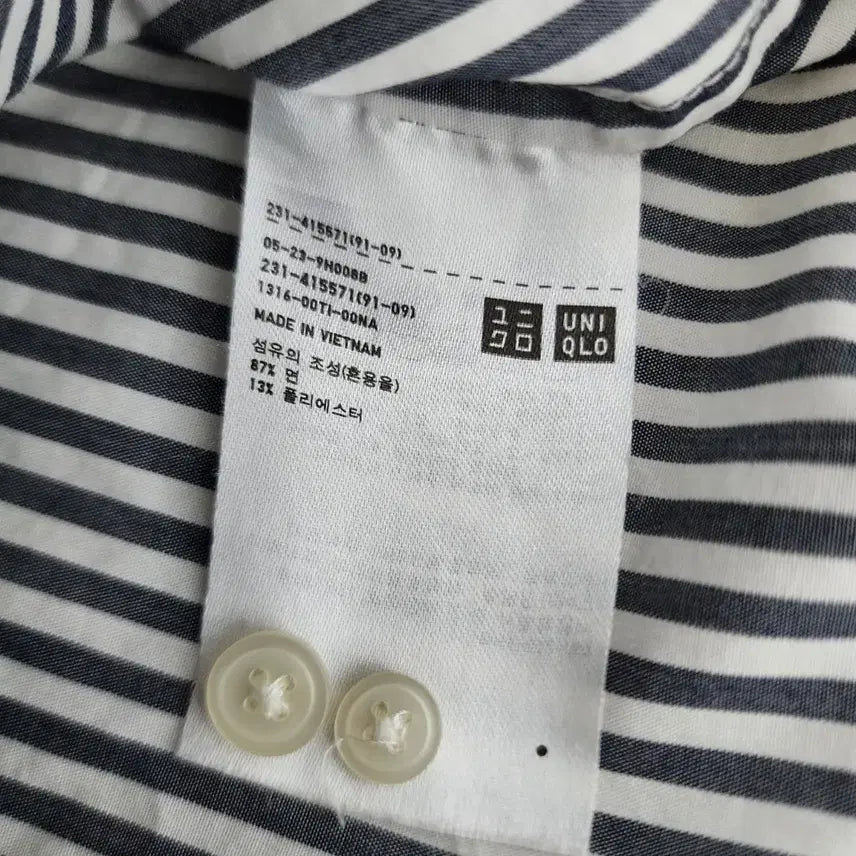 231-415571(91-09)
05-23-9H008B
231-415571(91-09)
1316-00TI-00NA
MADE IN VIETNAM
섬유의 조성(혼용율)
87% 면
13% 폴리에스터
ユニ
クロ
UNI
QLO